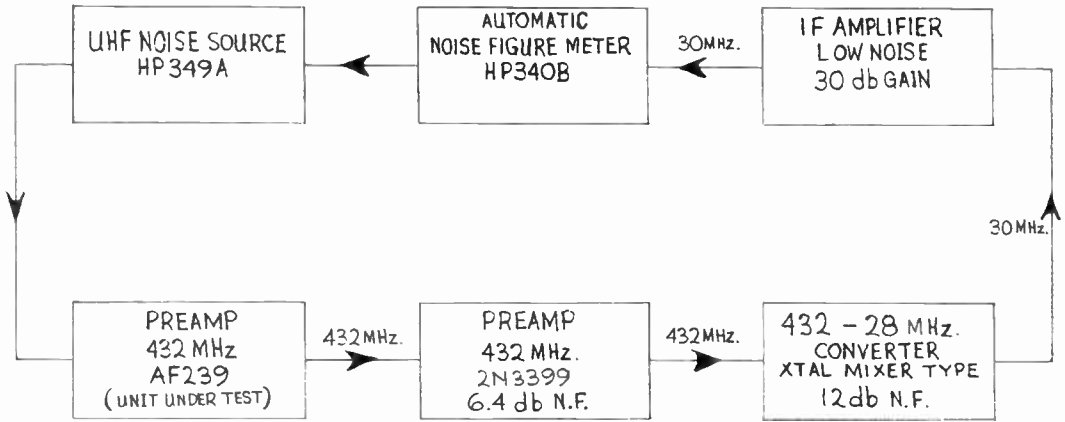 UHF NOISE SOURCE
HP349A
AUTOMATIC
NOISE FIGURE METER
HP340B
30MHz.
IF AMPLIFIER
LOW NOISE
30 db GAIN
30MHz.
PREAMP
432 MHz
AF239
(UNIT UNDER TEST)
432MHz.
PREAMP
432 MHz.
2N3399
6.4 db N.F.
432MHz.
432 - 28 MHz.
CONVERTER
XTAL MIXER TYPE
12db N.F.